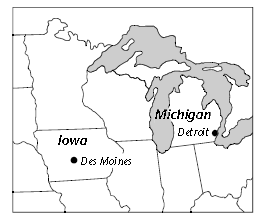 Michigan
Detroit
Iowa
Des Moines